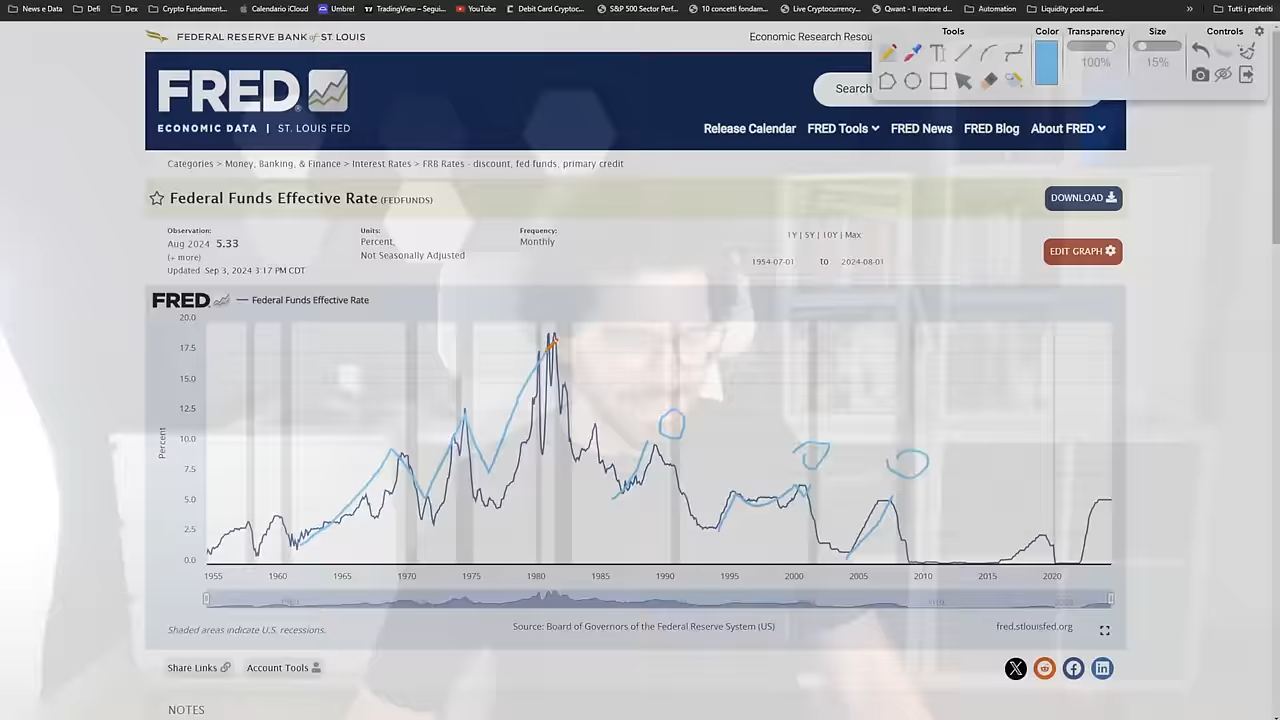 News e Data Defi Dex Crypto Fundament... Calendario iCloud Umbrel TradingView – Segui... YouTube Debit Card Cryptoc... S&P 500 Sector Perf... 10 concetti fondam... Live Cryptocurrency... Qwant - Il motore d... Automation Liquidity pool and... » Tutti i preferiti
FEDERAL RESERVE BANK of ST. LOUIS
Economic Research Resou
Tools Color Transparency Size Controls
100% 15%
FRED
ECONOMIC DATA | ST. LOUIS FED
Search
Release Calendar FRED Tools FRED News FRED Blog About FRED
Categories > Money, Banking, & Finance > Interest Rates > FRB Rates - discount, fed funds, primary credit
Federal Funds Effective Rate (FEDFUNDS)
DOWNLOAD
Observation:
Aug 2024 5.33
(+ more)
Updated Sep 3, 2024 3:17 PM CDT
Units:
Percent,
Not Seasonally Adjusted
Frequency:
Monthly
1Y | 5Y | 10Y | Max
1954-07-01 to 2024-08-01
EDIT GRAPH
FRED — Federal Funds Effective Rate
Percent
20.0
17.5
15.0
12.5
10.0
7.5
5.0
2.5
0.0
1955 1960 1965 1970 1975 1980 1985 1990 1995 2000 2005 2010 2015 2020
Shaded areas indicate U.S. recessions.
Source: Board of Governors of the Federal Reserve System (US)
fred.stlouisfed.org
Share Links Account Tools
NOTES